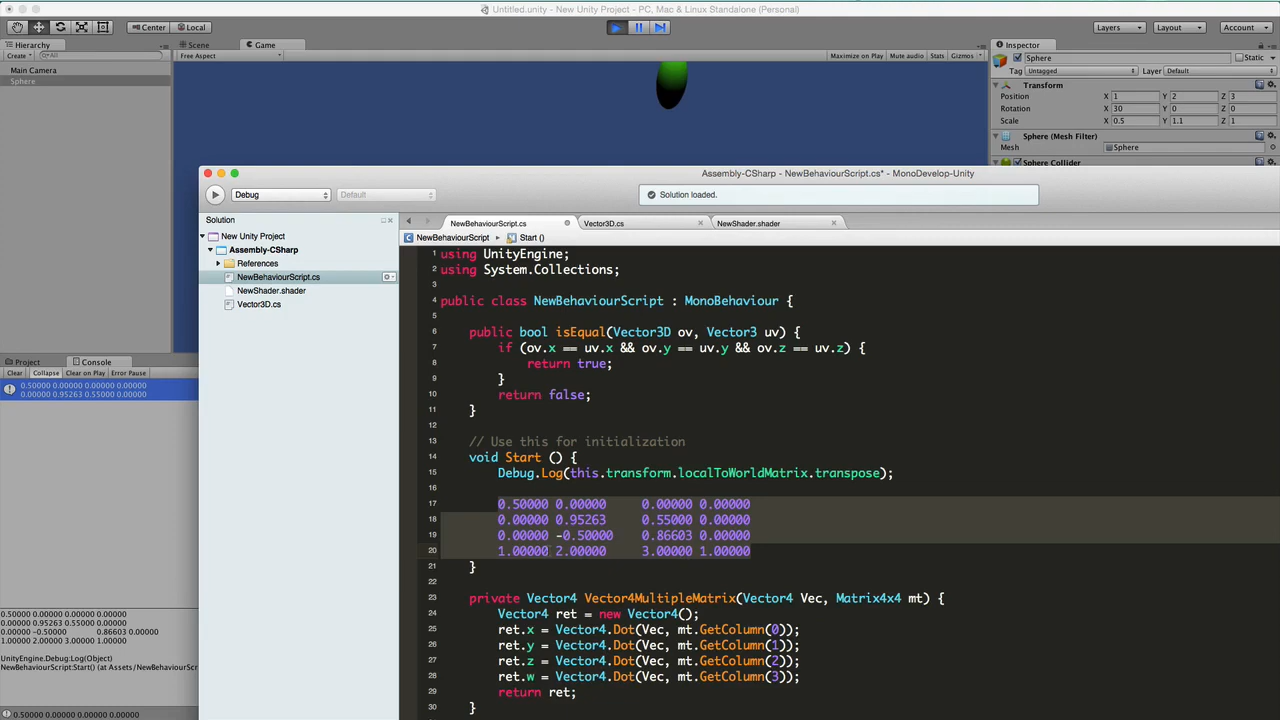 Untitled.unity - New Unity Project - PC, Mac & Linux Standalone (Personal)
Center Local Layers Layout Account
Hierarchy Scene Game Inspector
Create All Free Aspect Maximize on Play Mute audio Stats Gizmos Sphere Static
Main Camera Tag Untagged Layer Default
Sphere Transform
Position X 1 Y 2 Z 3
Rotation X 30 Y 0 Z 0
Scale X 0.5 Y 1.1 Z 1
Sphere (Mesh Filter)
Mesh Sphere
Sphere Collider
Assembly-CSharp - NewBehaviourScript.cs* - MonoDevelop-Unity
Debug Default Solution loaded.
Solution NewBehaviourScript.cs Vector3D.cs NewShader.shader
New Unity Project NewBehaviourScript Start ()
Assembly-CSharp
References
NewBehaviourScript.cs
NewShader.shader
Vector3D.cs
Project Console
Clear Collapse Clear on Play Error Pause
0.50000 0.00000 0.00000 0.00000
0.00000 0.95263 0.55000 0.00000
1 using UnityEngine;
2 using System.Collections;
3
4 public class NewBehaviourScript : MonoBehaviour {
5
6 public bool isEqual(Vector3D ov, Vector3 uv) {
7 if (ov.x == uv.x && ov.y == uv.y && ov.z == uv.z) {
8 return true;
9 }
10 return false;
11 }
12
13 // Use this for initialization
14 void Start () {
15 Debug.Log(this.transform.localToWorldMatrix.transpose);
16
17 0.50000 0.00000 0.00000 0.00000
18 0.00000 0.95263 0.55000 0.00000
19 0.00000 -0.50000 0.86603 0.00000
20 1.00000 2.00000 3.00000 1.00000
21 }
22
23 private Vector4 Vector4MultipleMatrix(Vector4 Vec, Matrix4x4 mt) {
24 Vector4 ret = new Vector4();
25 ret.x = Vector4.Dot(Vec, mt.GetColumn(0));
26 ret.y = Vector4.Dot(Vec, mt.GetColumn(1));
27 ret.z = Vector4.Dot(Vec, mt.GetColumn(2));
28 ret.w = Vector4.Dot(Vec, mt.GetColumn(3));
29 return ret;
30 }
0.50000 0.00000 0.00000 0.00000
0.00000 0.95263 0.55000 0.00000
0.00000 -0.50000 0.86603 0.00000
1.00000 2.00000 3.00000 1.00000
UnityEngine.Debug:Log(Object)
NewBehaviourScript:Start() (at Assets/NewBehaviourScr
0.50000 0.00000 0.00000 0.00000